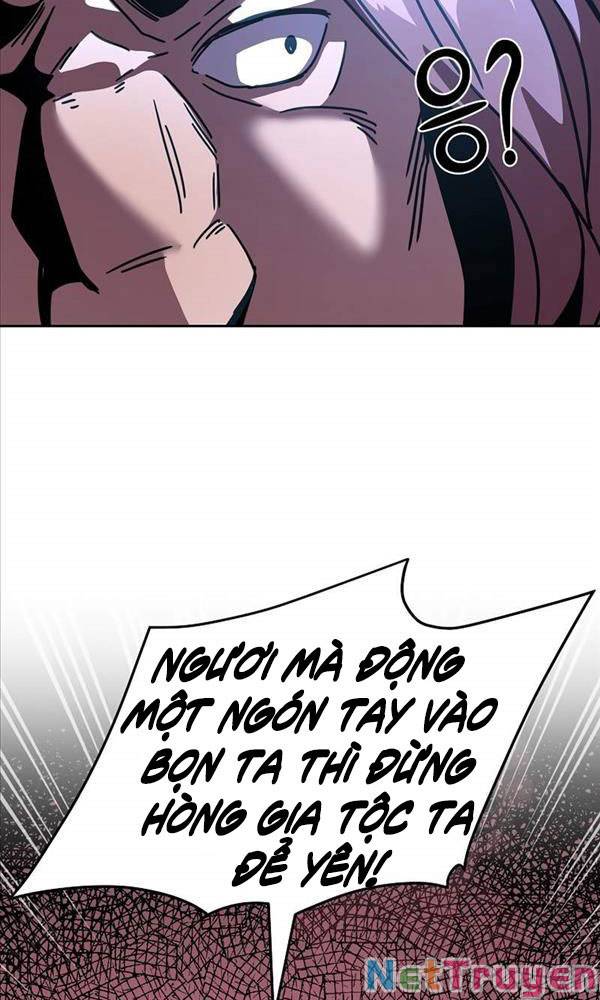 응?
NGƯƠI MÀ ĐỘNG
MỘT NGÓN TAY VÀO
BỌN TA THÌ ĐỪNG
HÒNG GIA TỘC TA
ĐỂ YÊN!
NetTruyen